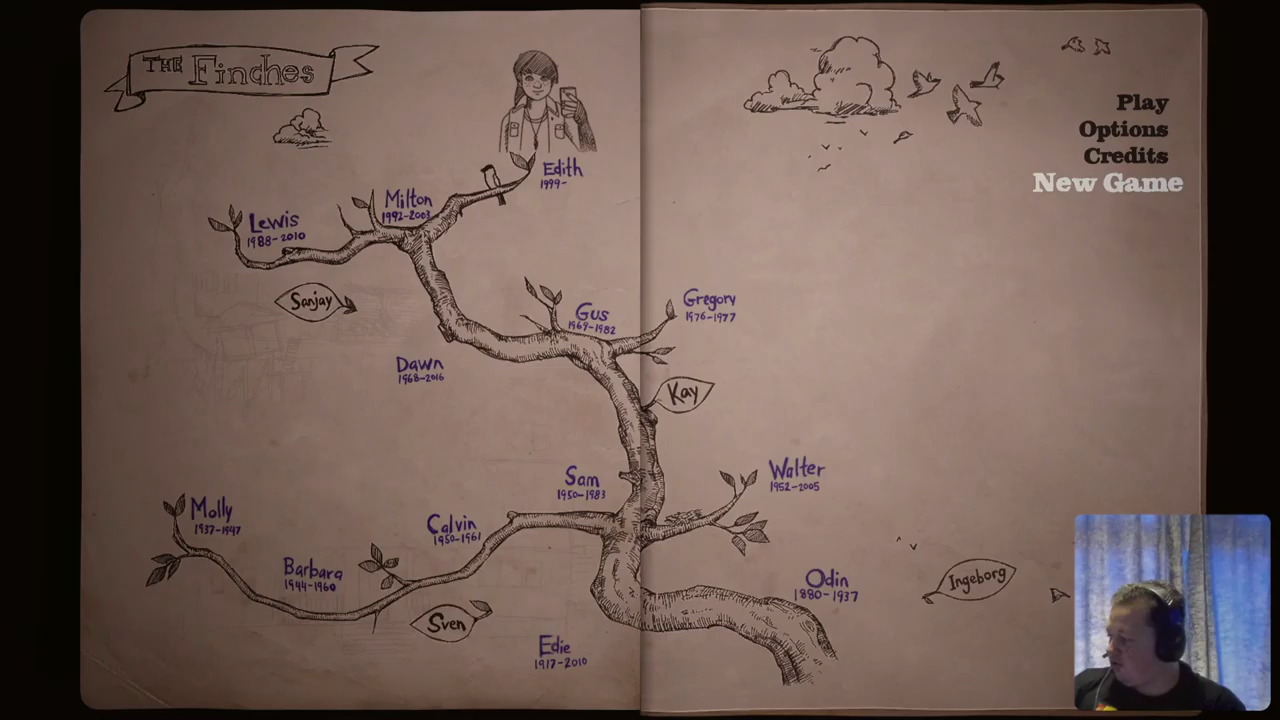 THE Finches
Play
Options
Credits
New Game
Edith
1999-
Milton
1992-2003
Lewis
1988-2010
Sanjay
Gus
1969-1982
Gregory
1976-1977
Dawn
1968-2016
Kay
Sam
1950-1983
Walter
1952-2005
Molly
1937-1947
Calvin
1950-1961
Barbara
1944-1960
Odin
1880-1937
Ingeborg
Sven
Edie
1917-2010